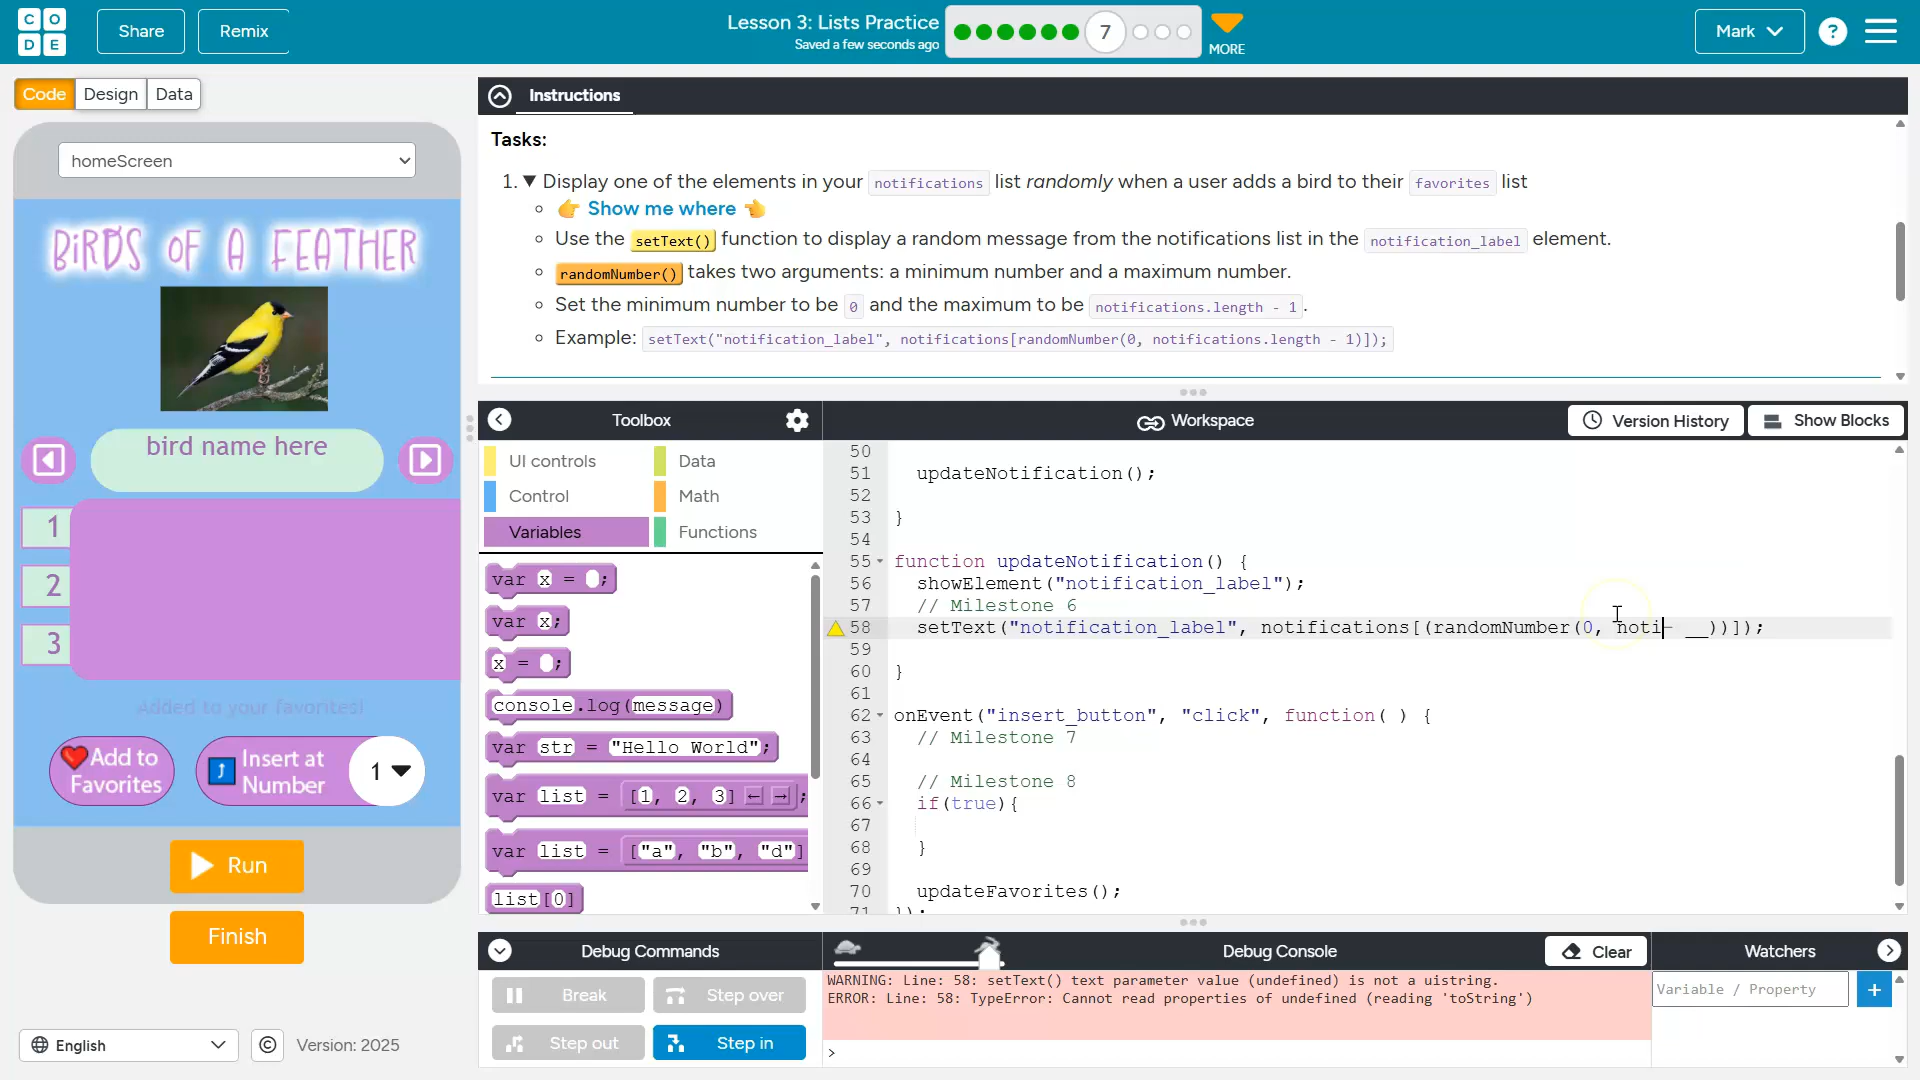 CODE
Share
Remix
Lesson 3: Lists Practice
Saved a few seconds ago
7
MORE
Mark
?
Code
Design
Data
homeScreen
BiRDS OF A FEATHER
bird name here
1
2
3
Added to your favorites!
Add to Favorites
Insert at Number
1
Run
Finish
English
©
Version: 2025
Instructions
Tasks:
1. Display one of the elements in your notifications list randomly when a user adds a bird to their favorites list
Show me where
Use the setText() function to display a random message from the notifications list in the notification_label element.
randomNumber() takes two arguments: a minimum number and a maximum number.
Set the minimum number to be 0 and the maximum to be notifications.length - 1.
Example: setText("notification_label", notifications[randomNumber(0, notifications.length - 1)]);
Toolbox
Workspace
Version History
Show Blocks
UI controls
Data
Control
Math
Variables
Functions
var x = ;
var x;
x = ;
console.log(message)
var str = "Hello World";
var list = [1, 2, 3] ← → ;
var list = ["a", "b", "d"]
list[0]
50
51 updateNotification();
52
53 }
54
55 function updateNotification() {
56 showElement("notification_label");
57 // Milestone 6
58 setText("notification_label", notifications[(randomNumber(0, noti- __))]);
59
60 }
61
62 onEvent("insert_button", "click", function( ) {
63 // Milestone 7
64
65 // Milestone 8
66 if(true){
67
68 }
69
70 updateFavorites();
71 });
Debug Commands
Debug Console
Clear
Watchers
Break
Step over
Step out
Step in
WARNING: Line: 58: setText() text parameter value (undefined) is not a uistring.
ERROR: Line: 58: TypeError: Cannot read properties of undefined (reading 'toString')
>
Variable / Property
+